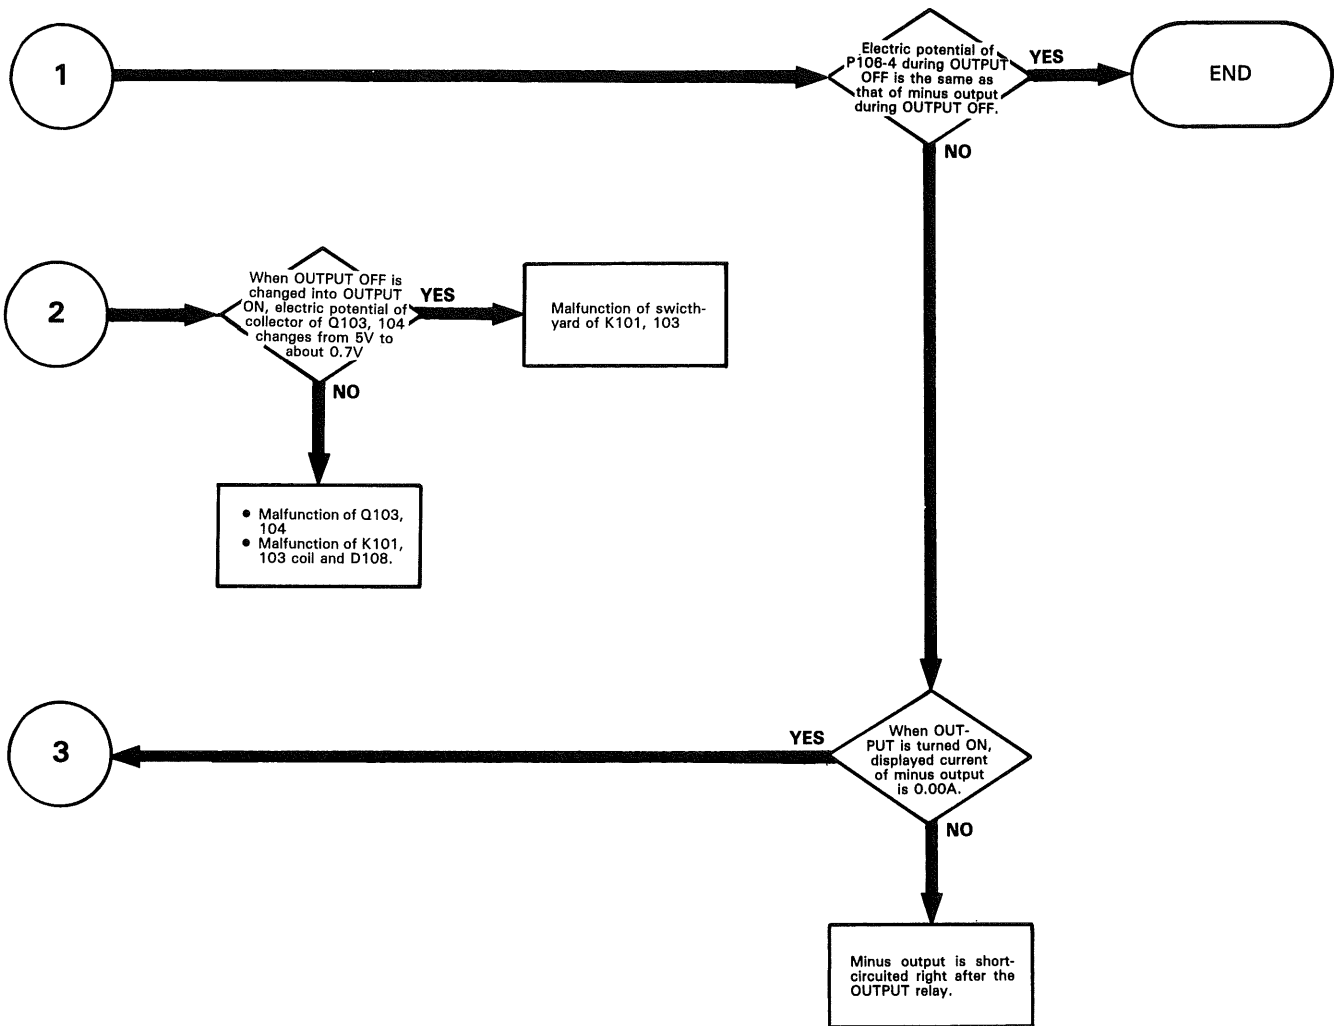 1
Electric potential of
P106-4 during OUTPUT
OFF is the same as
that of minus output
during OUTPUT OFF.
YES
END
NO
2
When OUTPUT OFF is
changed into OUTPUT
ON, electric potential of
collector of Q103, 104
changes from 5V to
about 0.7V
YES
Malfunction of swicth-
yard of K101, 103
NO
● Malfunction of Q103,
104
● Malfunction of K101,
103 coil and D108.
3
YES
When OUT-
PUT is turned ON,
displayed current
of minus output
is 0.00A.
NO
Minus output is short-
circuited right after the
OUTPUT relay.